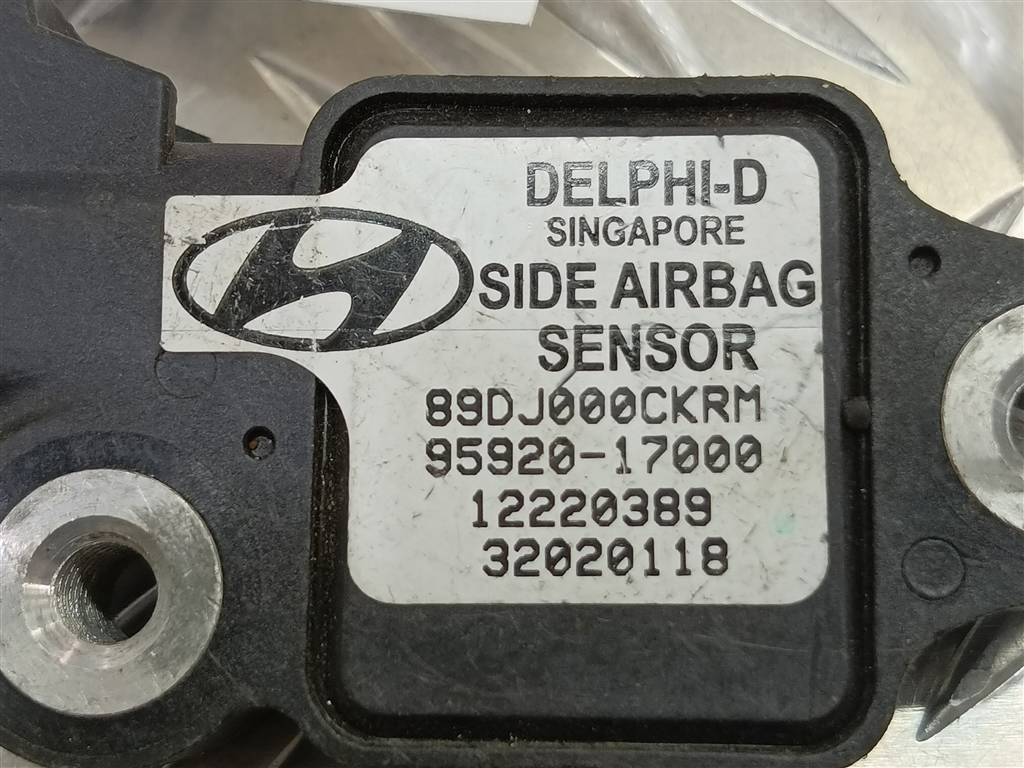 DELPHI-D
SINGAPORE
SIDE AIRBAG
SENSOR
89DJ000CKRM
95920-17000
12220389
32020118